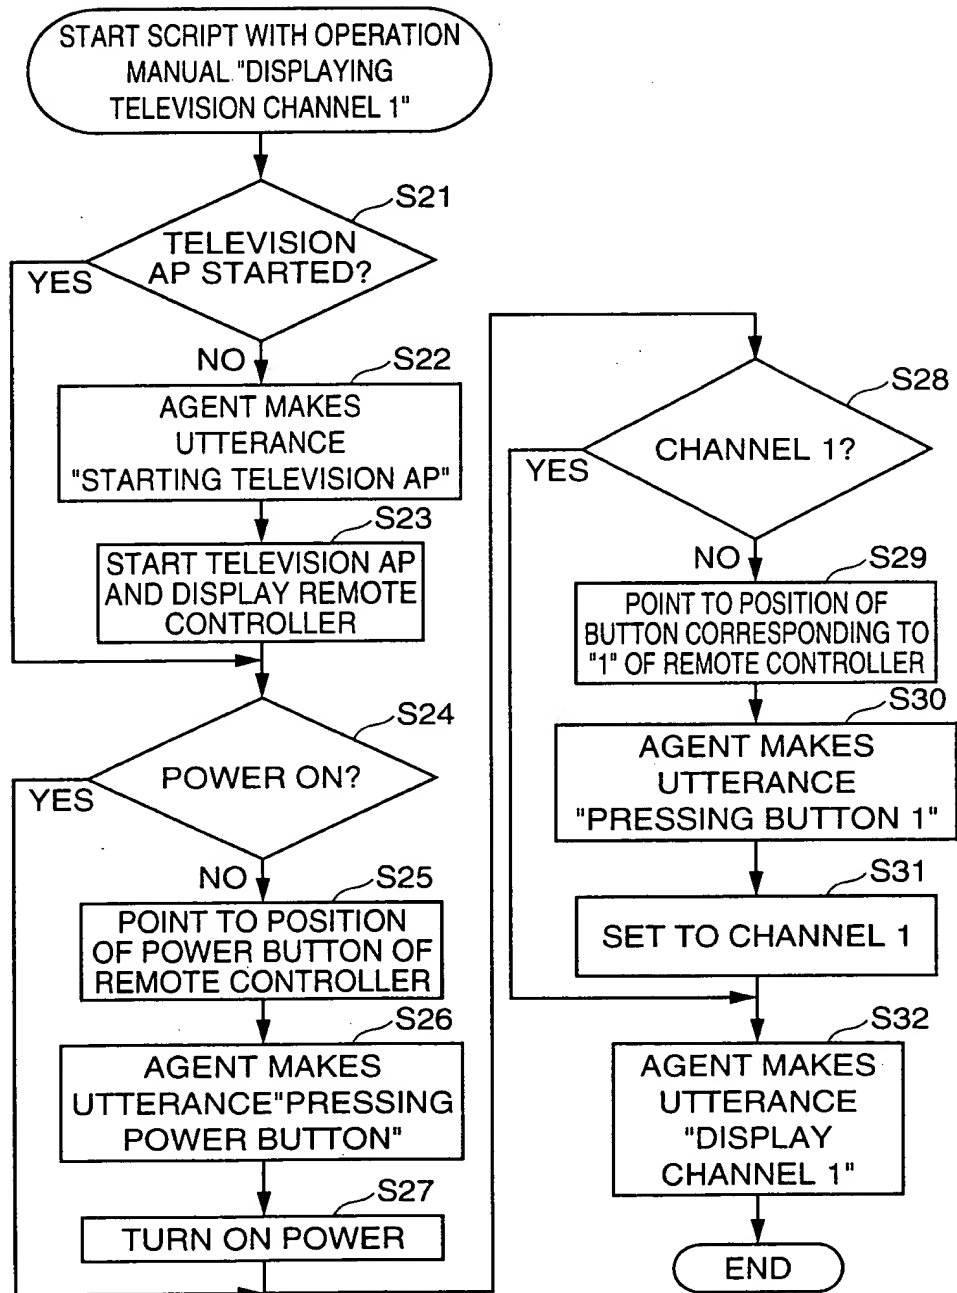 START SCRIPT WITH OPERATION
MANUAL "DISPLAYING
TELEVISION CHANNEL 1"
S21
TELEVISION
AP STARTED?
YES
NO
S22
AGENT MAKES
UTTERANCE
"STARTING TELEVISION AP"
S23
START TELEVISION AP
AND DISPLAY REMOTE
CONTROLLER
S24
POWER ON?
YES
NO
S25
POINT TO POSITION
OF POWER BUTTON OF
REMOTE CONTROLLER
S26
AGENT MAKES
UTTERANCE"PRESSING
POWER BUTTON"
S27
TURN ON POWER
S28
CHANNEL 1?
YES
NO
S29
POINT TO POSITION OF
BUTTON CORRESPONDING TO
"1" OF REMOTE CONTROLLER
S30
AGENT MAKES
UTTERANCE
"PRESSING BUTTON 1"
S31
SET TO CHANNEL 1
S32
AGENT MAKES
UTTERANCE
"DISPLAY
CHANNEL 1"
END